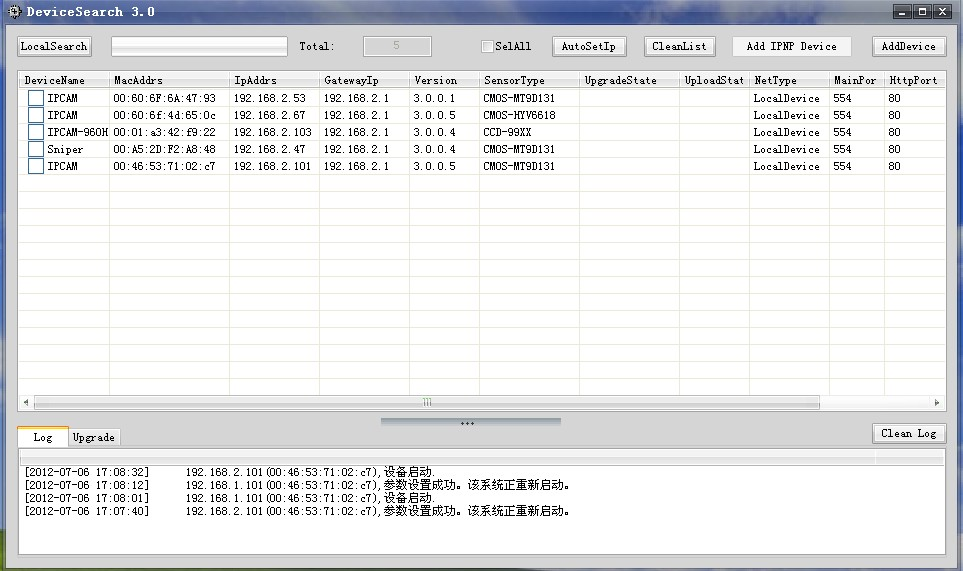 DeviceSearch 3.0
LocalSearch Total: 5 SelAll AutoSetIp CleanList Add IPNP Device AddDevice
DeviceName MacAddrs IpAddrs GatewayIp Version SensorType UpgradeState UploadStat NetType MainPor HttpPort
IPCAM 00:60:6F:6A:47:93 192.168.2.53 192.168.2.1 3.0.0.1 CMOS-MT9D131 LocalDevice 554 80
IPCAM 00:60:6f:4d:65:0c 192.168.2.67 192.168.2.1 3.0.0.5 CMOS-HYV6618 LocalDevice 554 80
IPCAM-960H 00:01:a3:42:f9:22 192.168.2.103 192.168.2.1 3.0.0.4 CCD-99XX LocalDevice 554 80
Sniper 00:A5:2D:F2:A8:48 192.168.2.47 192.168.2.1 3.0.0.4 CMOS-MT9D131 LocalDevice 554 80
IPCAM 00:46:53:71:02:c7 192.168.2.101 192.168.2.1 3.0.0.5 CMOS-MT9D131 LocalDevice 554 80
Log Upgrade Clean Log
[2012-07-06 17:08:32] 192.168.2.101(00:46:53:71:02:c7),设备启动.
[2012-07-06 17:08:12] 192.168.1.101(00:46:53:71:02:c7),参数设置成功。该系统正重新启动。
[2012-07-06 17:08:01] 192.168.1.101(00:46:53:71:02:c7),设备启动.
[2012-07-06 17:07:40] 192.168.2.101(00:46:53:71:02:c7),参数设置成功。该系统正重新启动。